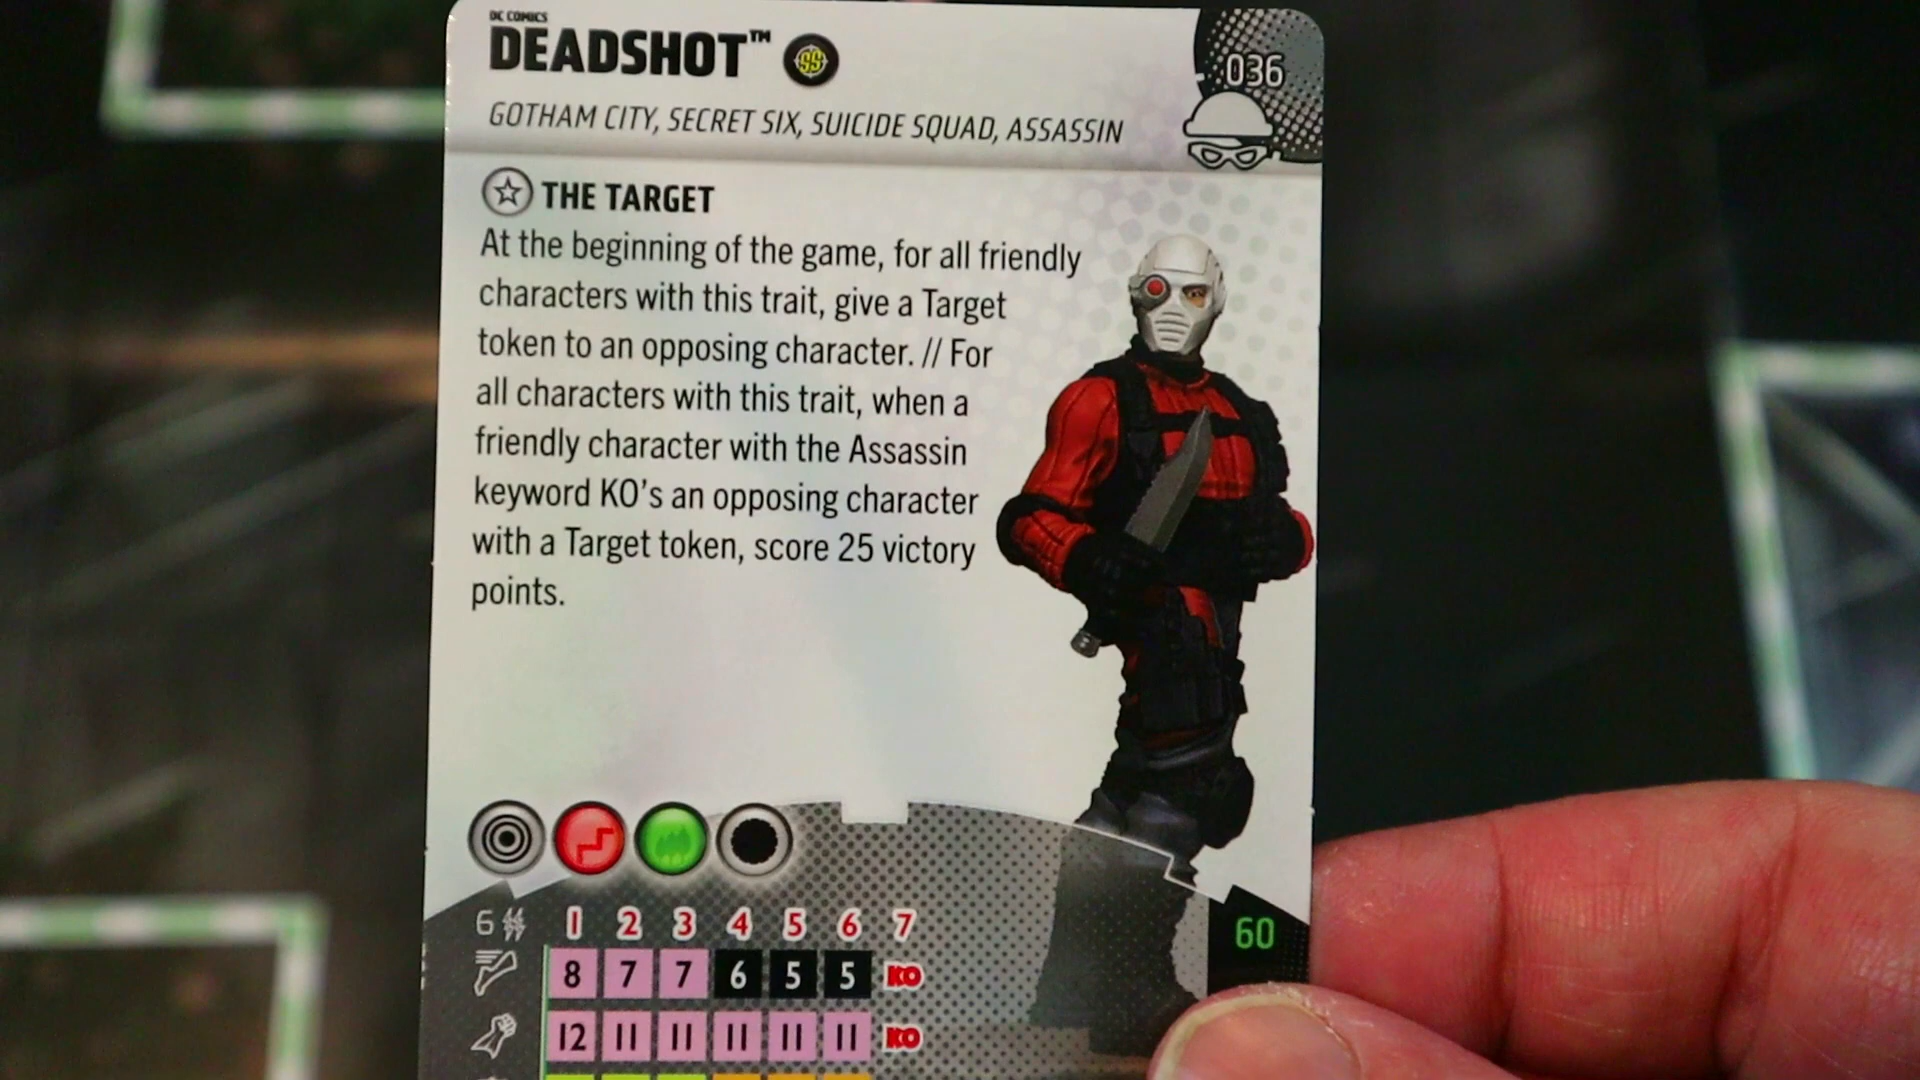 DC COMICS
DEADSHOT™ SS
036
GOTHAM CITY, SECRET SIX, SUICIDE SQUAD, ASSASSIN
THE TARGET
At the beginning of the game, for all friendly
characters with this trait, give a Target
token to an opposing character. // For
all characters with this trait, when a
friendly character with the Assassin
keyword KO's an opposing character
with a Target token, score 25 victory
points.
6 1 2 3 4 5 6 7
60
8 7 7 6 5 5 KO
12 11 11 11 11 11 KO